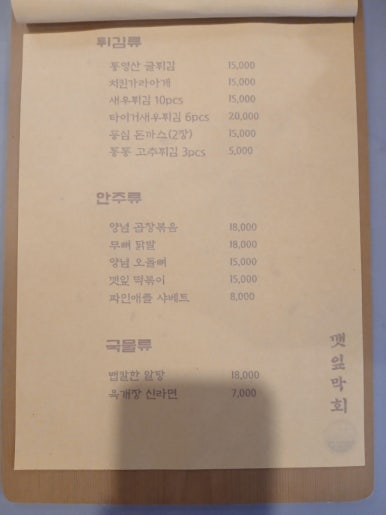 튀김류
통영산 굴튀김 15,000
치킨가라아게 15,000
새우튀김 10pcs 15,000
타이거새우튀김 6pcs 20,000
등심 돈까스(2장) 15,000
통통 고추튀김 3pcs 5,000
안주류
양념 곱창볶음 18,000
무뼈 닭발 18,000
양념 오돌뼈 15,000
깻잎 떡볶이 15,000
파인애플 샤베트 8,000
국물류
맵칼한 알탕 18,000
육개장 신라면 7,000
깻잎막회